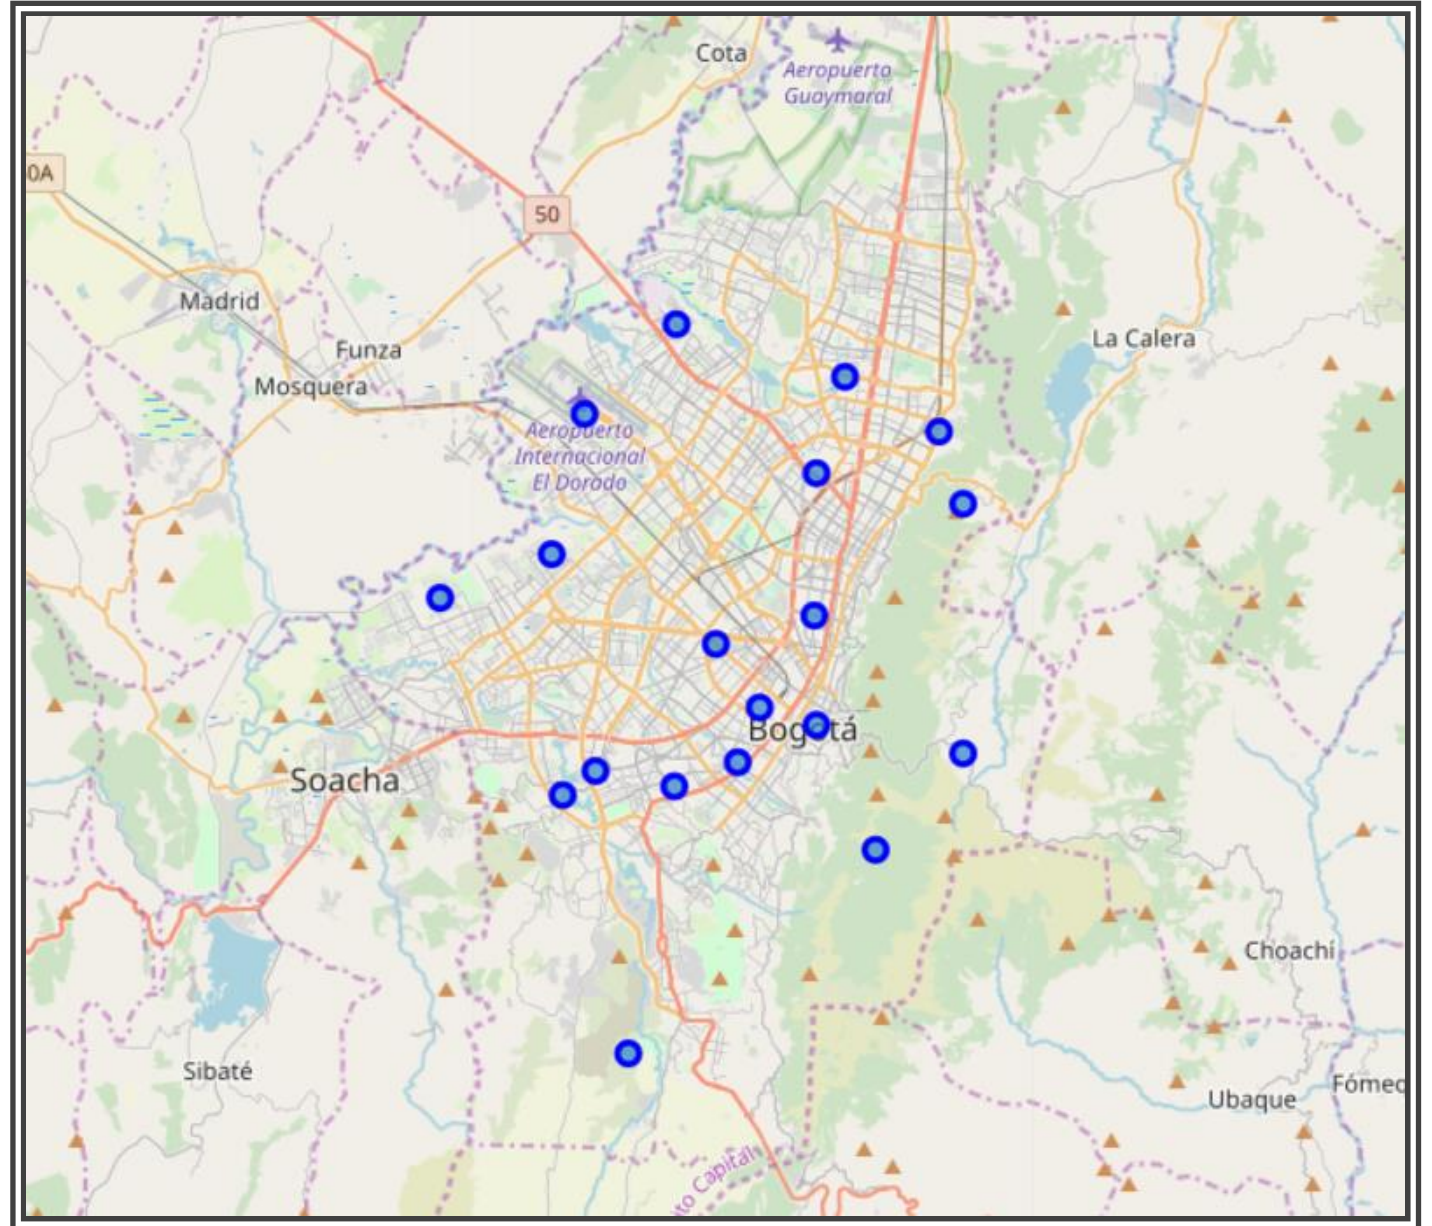 Cota
Aeropuerto
Guaymaral
0A
50
Madrid
Funza
Mosquera
La Calera
Aeropuerto
Internacional
El Dorado
Bogotá
Soacha
Choachí
Sibaté
Ubaque
Fómeq
to Capital